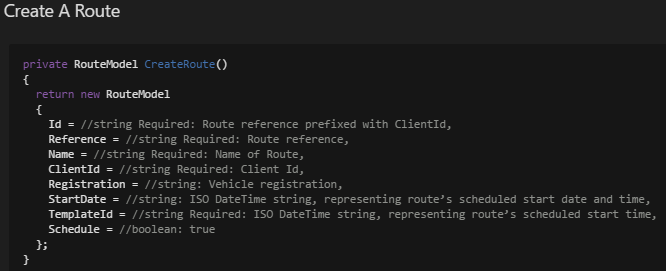 Create A Route
private RouteModel CreateRoute()
{
return new RouteModel
{
Id = //string Required: Route reference prefixed with ClientId,
Reference = //string Required: Route reference,
Name = //string Required: Name of Route,
ClientId = //string Required: Client Id,
Registration = //string: Vehicle registration,
StartDate = //string: ISO DateTime string, representing route’s scheduled start date and time,
TemplateId = //string Required: ISO DateTime string, representing route’s scheduled start time,
Schedule = //boolean: true
};
}